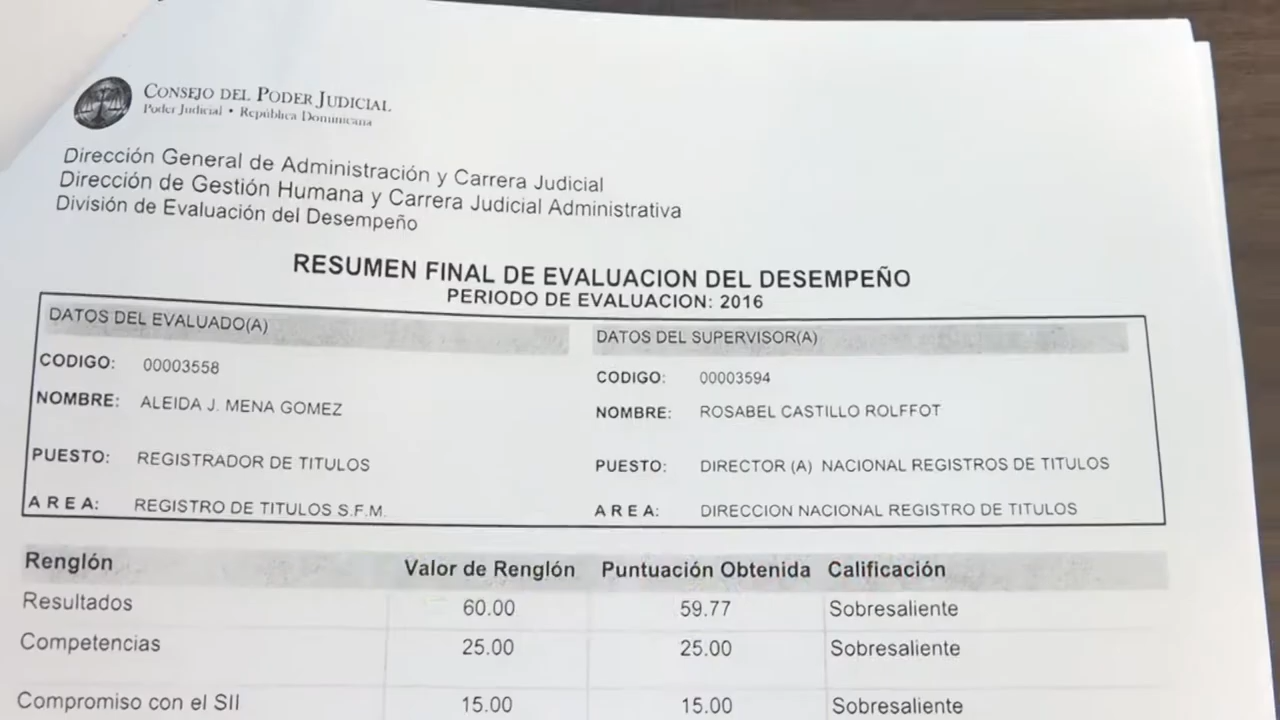 CONSEJO DEL PODER JUDICIAL
Poder Judicial • República Dominicana
Dirección General de Administración y Carrera Judicial
Dirección de Gestión Humana y Carrera Judicial Administrativa
División de Evaluación del Desempeño
RESUMEN FINAL DE EVALUACION DEL DESEMPEÑO
PERIODO DE EVALUACION: 2016
DATOS DEL EVALUADO(A)
CODIGO: 00003558
NOMBRE: ALEIDA J. MENA GOMEZ
PUESTO: REGISTRADOR DE TITULOS
A R E A: REGISTRO DE TITULOS S.F.M.
DATOS DEL SUPERVISOR(A)
CODIGO: 00003594
NOMBRE: ROSABEL CASTILLO ROLFFOT
PUESTO: DIRECTOR (A) NACIONAL REGISTROS DE TITULOS
A R E A: DIRECCION NACIONAL REGISTRO DE TITULOS
Renglón Valor de Renglón Puntuación Obtenida Calificación
Resultados 60.00 59.77 Sobresaliente
Competencias 25.00 25.00 Sobresaliente
Compromiso con el SII 15.00 15.00 Sobresaliente